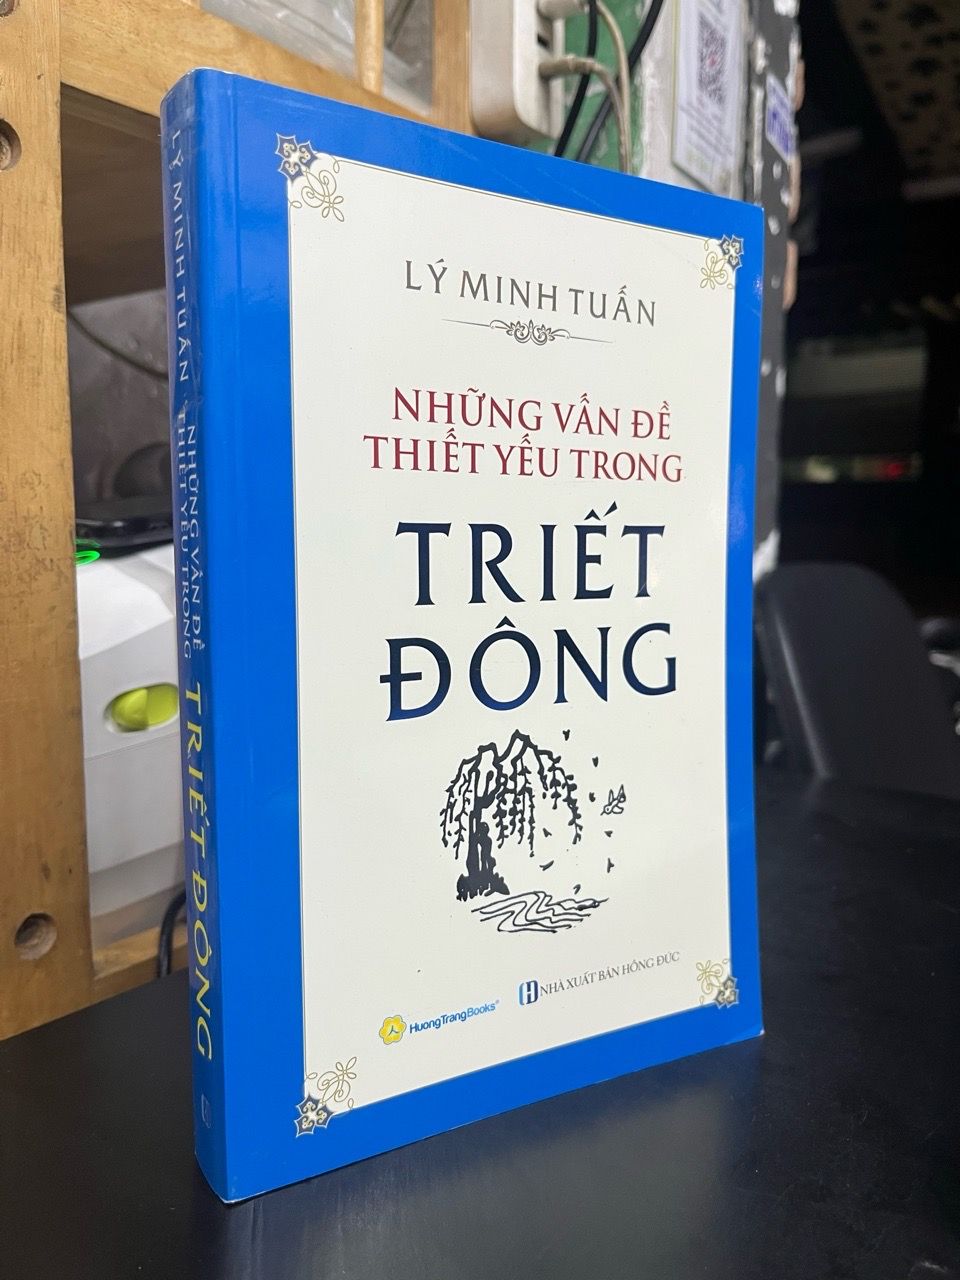 LÝ MINH TUẤN
NHỮNG VẤN ĐỀ
THIẾT YẾU TRONG
TRIẾT
ĐÔNG
HuongTrangBooks®
NHÀ XUẤT BẢN HỒNG ĐỨC
LÝ MINH TUẤN
NHỮNG VẤN ĐỀ
THIẾT YẾU TRONG
TRIẾT ĐÔNG